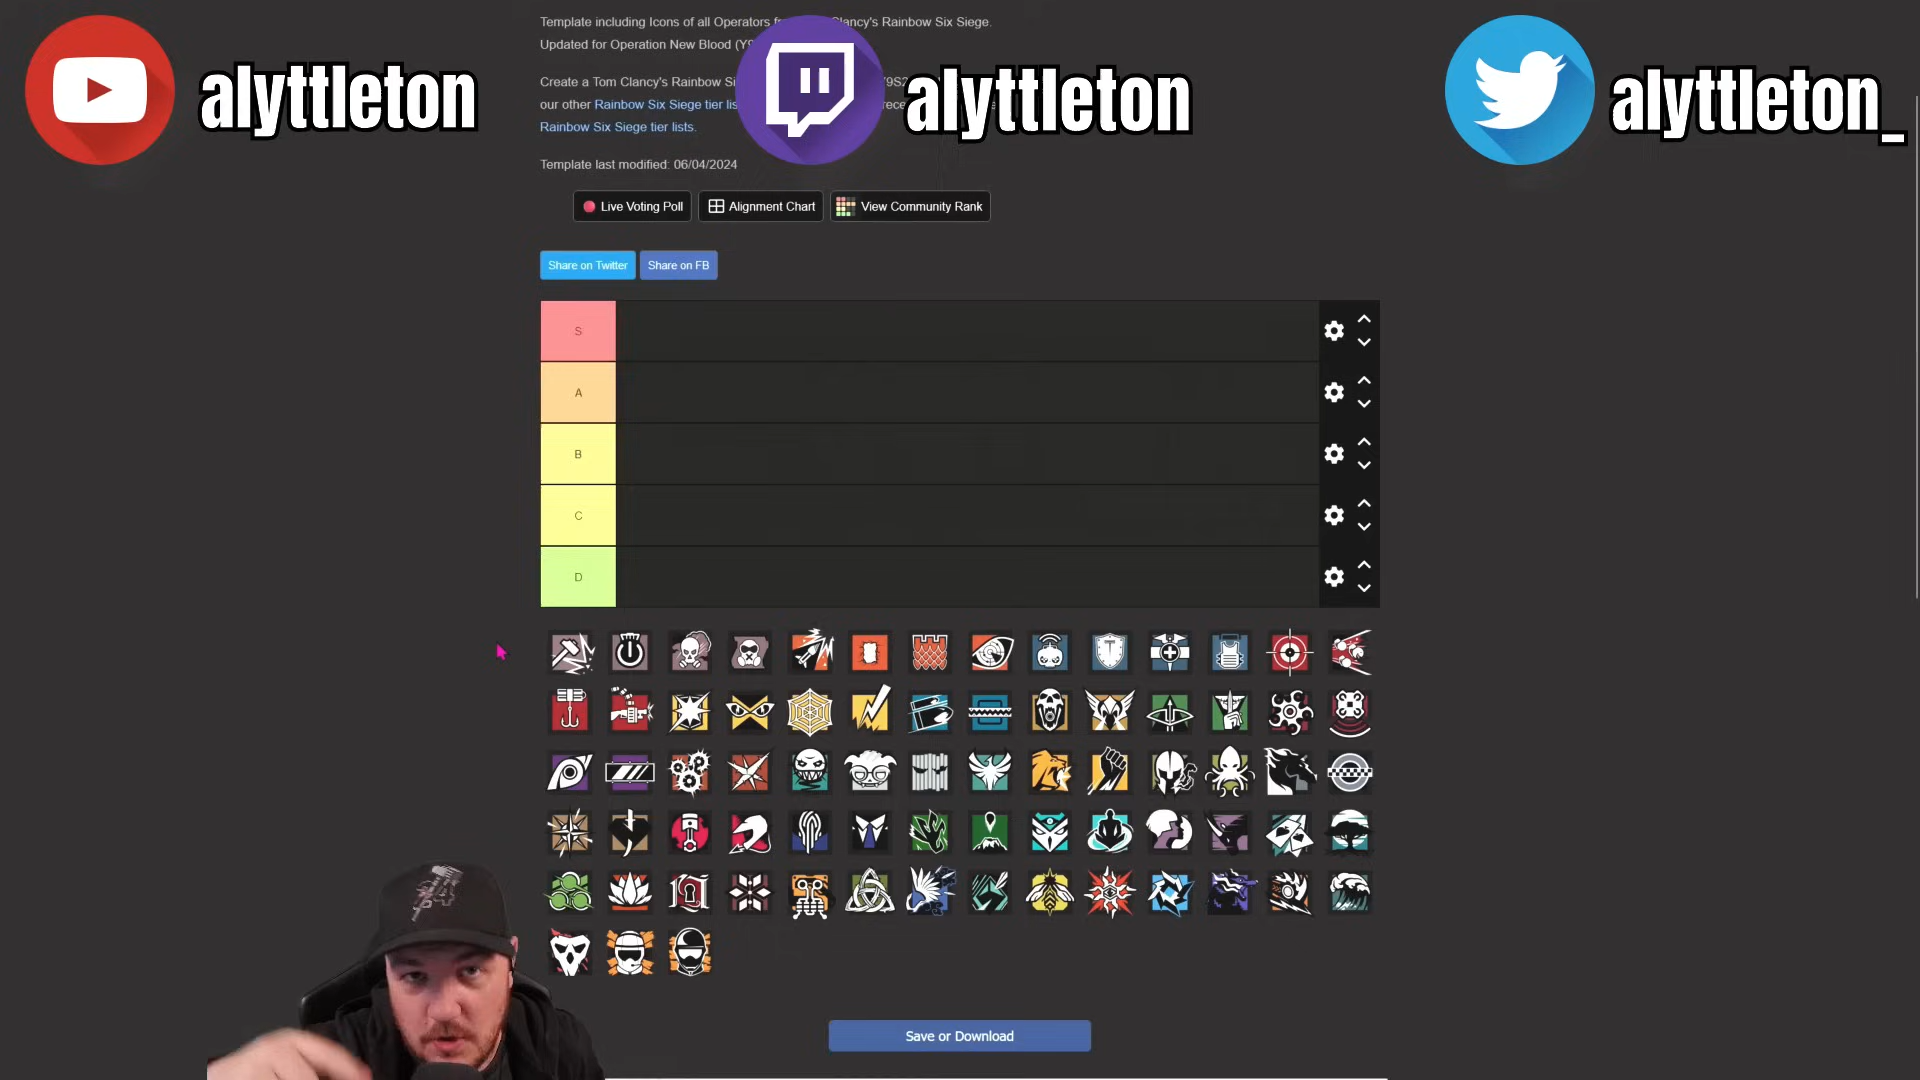 alyttleton
alyttleton
alyttleton_
Template including Icons of all Operators lancy's Rainbow Six Siege.
Updated for Operation New Blood
Create a Tom Clancy's Rainbow
our other Rainbow Six Siege tier
Rainbow Six Siege tier lists.
Template last modified: 06/04/2024
Live Voting Poll
Alignment Chart
View Community Rank
Share on Twitter
Share on FB
S
A
B
C
D
Save or Download